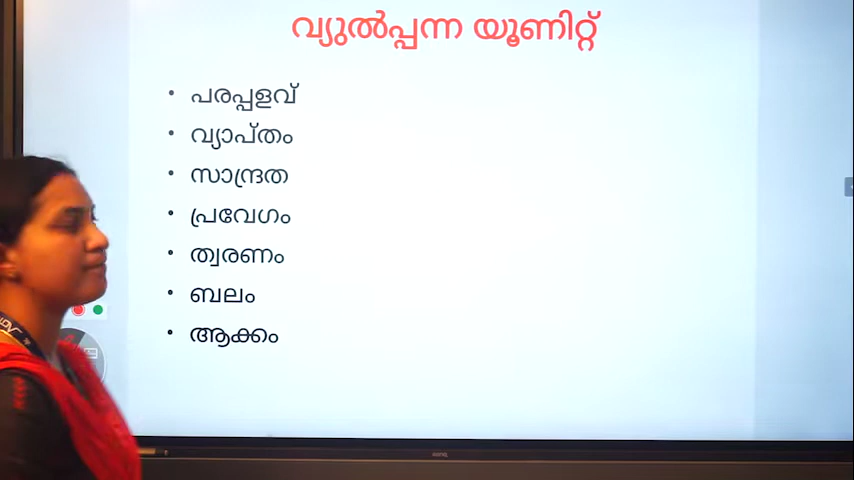 വ്യുൽപ്പന്ന യൂണിറ്റ്
• പരപ്പളവ്
• വ്യാപ്തം
• സാന്ദ്രത
• പ്രവേഗം
• ത്വരണം
• ബലം
• ആക്കം